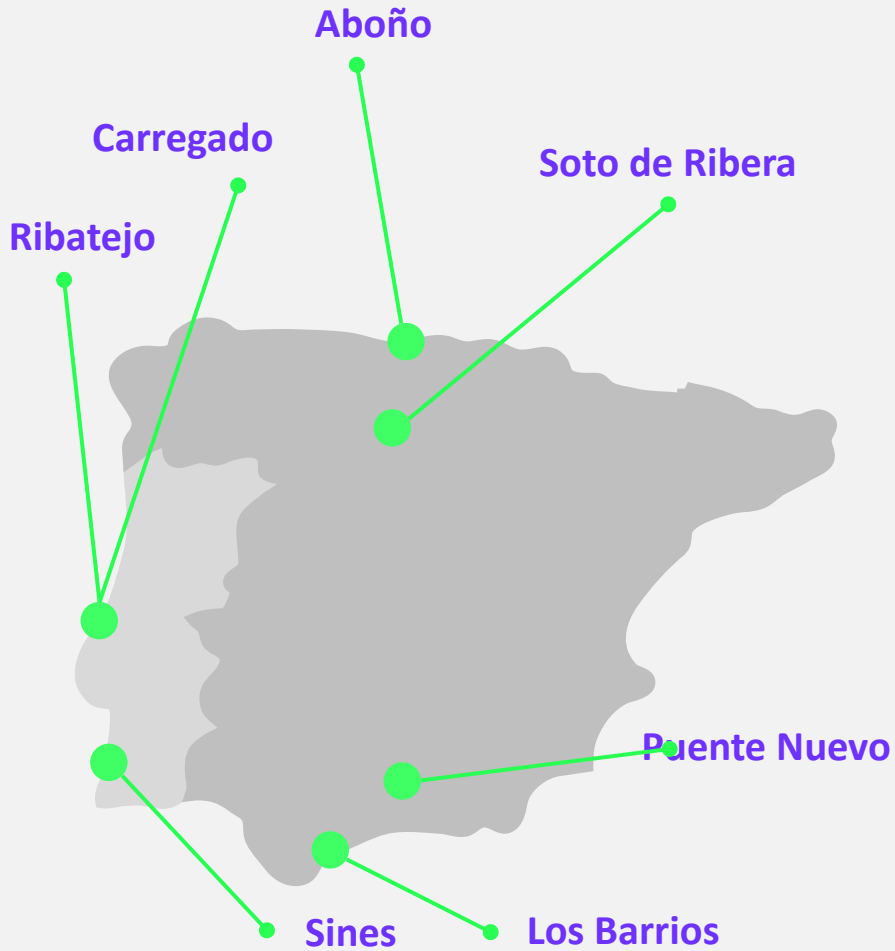 Aboño
Carregado
Soto de Ribera
Ribatejo
Puente Nuevo
Sines
Los Barrios